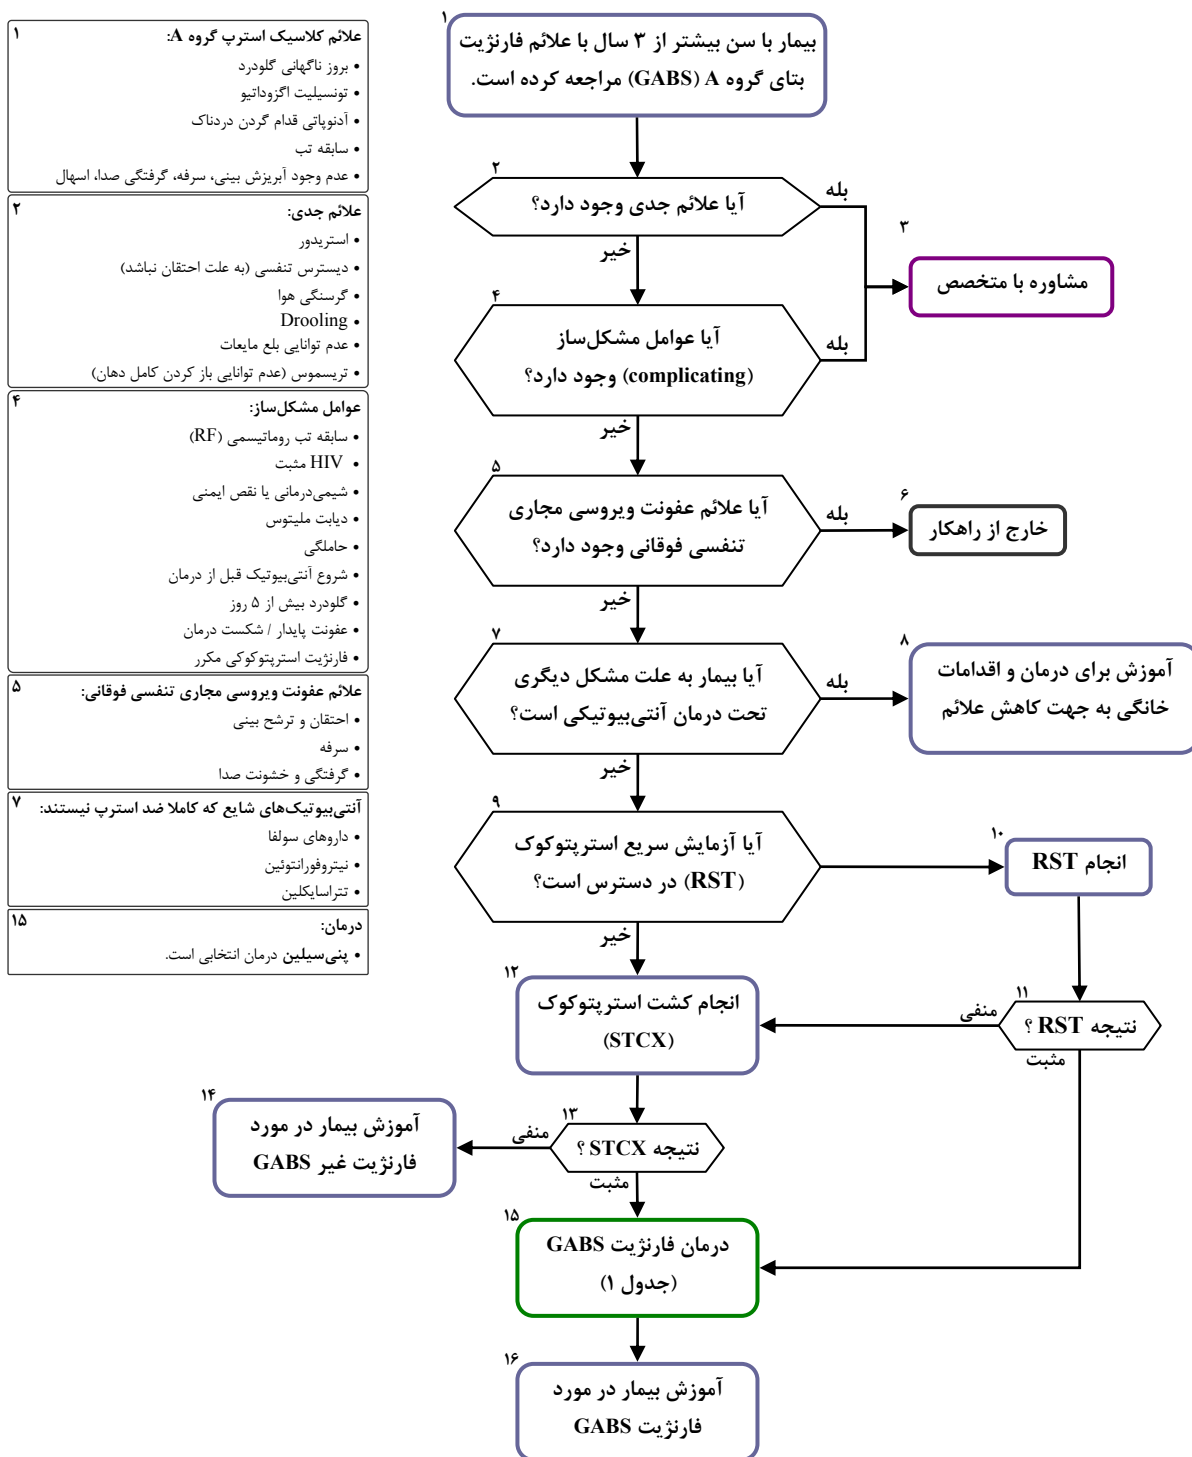 ۱
علائم کلاسیک استرپ گروه A:
• بروز ناگهانی گلودرد
• تونسیلیت اگزوداتیو
• آدنوپاتی قدام گردن دردناک
• سابقه تب
• عدم وجود آبریزش بینی، سرفه، گرفتگی صدا، اسهال
۲
علائم جدی:
• استریدور
• دیسترس تنفسی (به علت احتقان نباشد)
• گرسنگی هوا
• Drooling
• عدم توانایی بلع مایعات
• تریسموس (عدم توانایی باز کردن کامل دهان)
۴
عوامل مشکل‌ساز:
• سابقه تب روماتیسمی (RF)
• HIV مثبت
• شیمی‌درمانی یا نقص ایمنی
• دیابت ملیتوس
• حاملگی
• شروع آنتی‌بیوتیک قبل از درمان
• گلودرد بیش از ۵ روز
• عفونت پایدار / شکست درمان
• فارنژیت استرپتوکوکی مکرر
۵
علائم عفونت ویروسی مجاری تنفسی فوقانی:
• احتقان و ترشح بینی
• سرفه
• گرفتگی و خشونت صدا
۷
آنتی‌بیوتیک‌های شایع که کاملا ضد استرپ نیستند:
• داروهای سولفا
• نیتروفورانتوئین
• تتراسایکلین
۱۵
درمان:
• پنی‌سیلین درمان انتخابی است.
۱
بیمار با سن بیشتر از ۳ سال با علائم فارنژیت
بتای گروه A (GABS) مراجعه کرده است.
۲
آیا علائم جدی وجود دارد؟
بله
خیر
۳
مشاوره با متخصص
۴
آیا عوامل مشکل‌ساز
(complicating) وجود دارد؟
بله
خیر
۵
آیا علائم عفونت ویروسی مجاری
تنفسی فوقانی وجود دارد؟
بله
خیر
۶
خارج از راهکار
۷
آیا بیمار به علت مشکل دیگری
تحت درمان آنتی‌بیوتیکی است؟
بله
خیر
۸
آموزش برای درمان و اقدامات
خانگی به جهت کاهش علائم
۹
آیا آزمایش سریع استرپتوکوک
(RST) در دسترس است؟
خیر
۱۰
انجام RST
۱۱
نتیجه RST ؟
منفی
مثبت
۱۲
انجام کشت استرپتوکوک
(STCX)
۱۳
نتیجه STCX ؟
منفی
مثبت
۱۴
آموزش بیمار در مورد
فارنژیت غیر GABS
۱۵
درمان فارنژیت GABS
(جدول ۱)
۱۶
آموزش بیمار در مورد
فارنژیت GABS